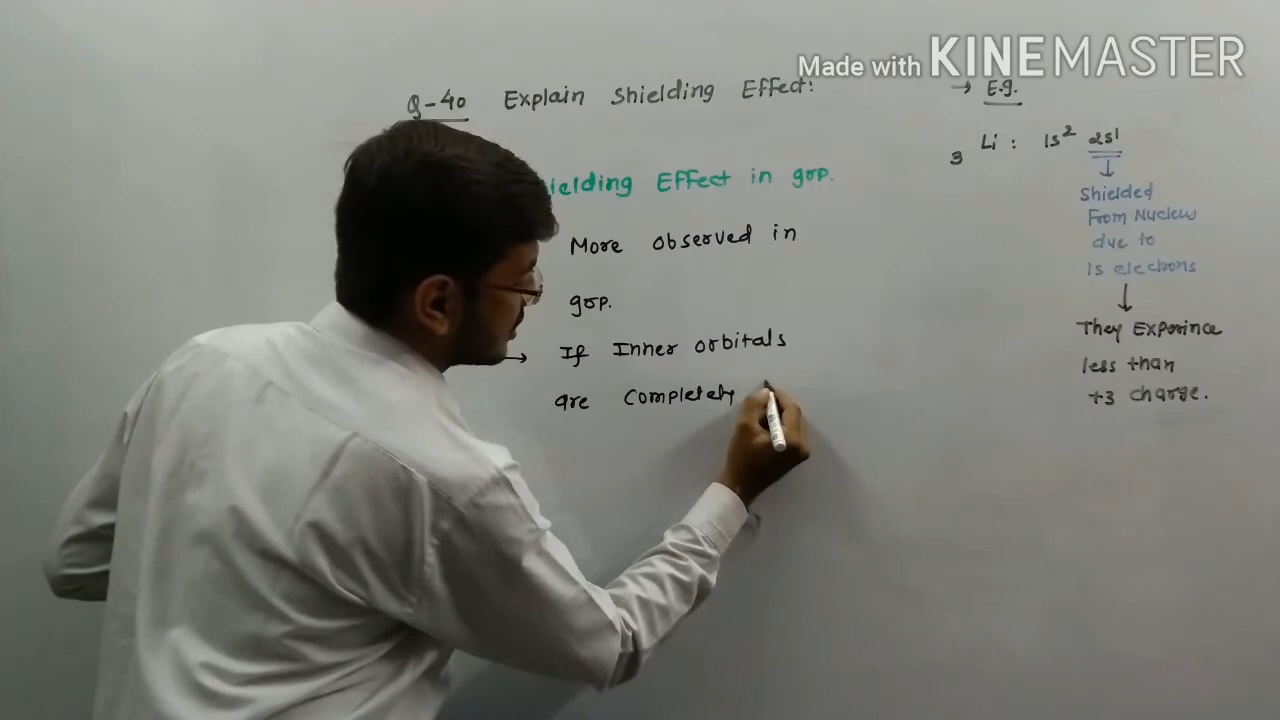 Made with KINEMASTER
Q-40 Explain Shielding Effect:
ielding Effect in grp.
More observed in
grp.
→ If Inner orbitals
are Completely
→ E.g.
3 Li : 1s² 2s¹
↓
Shielded
From Nucleus
due to
1s electrons
↓
They Experince
less than
+3 charge.